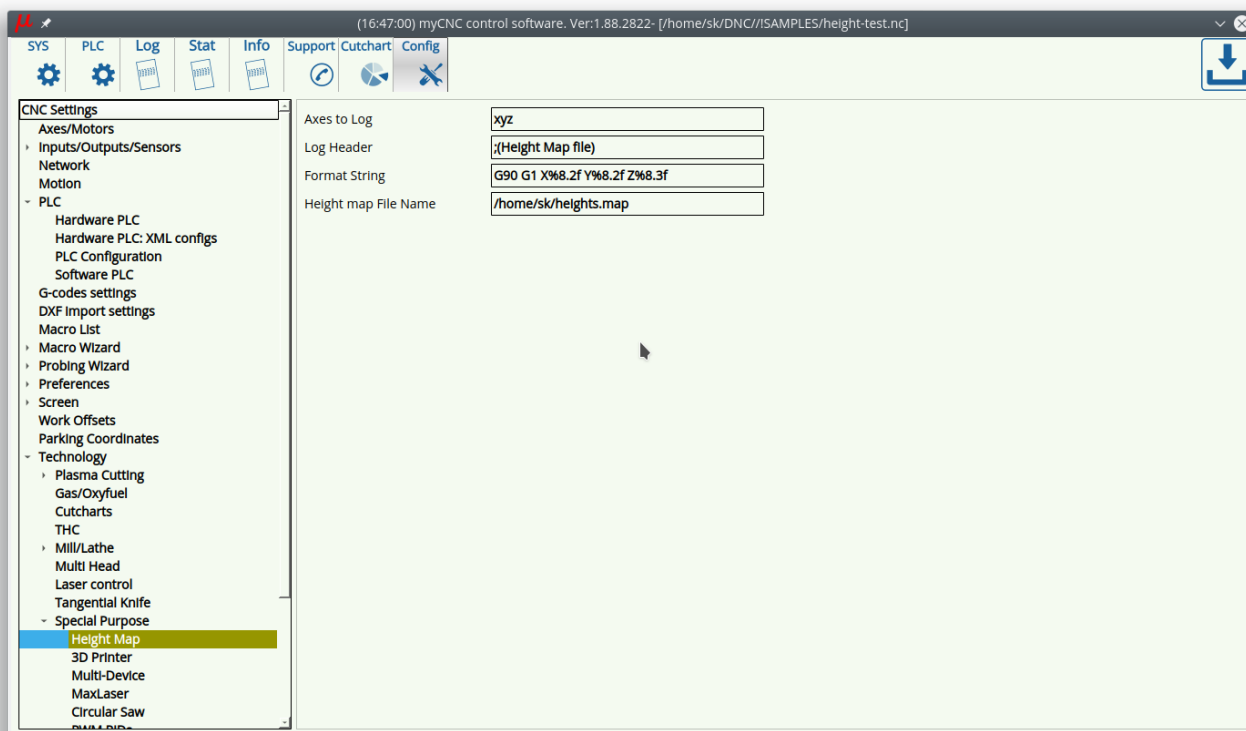 (16:47:00) myCNC control software. Ver:1.88.2822- [/home/sk/DNC//!SAMPLES/height-test.nc]
SYS PLC Log Stat Info Support Cutchart Config
CNC Settings
Axes/Motors
Inputs/Outputs/Sensors
Network
Motion
PLC
Hardware PLC
Hardware PLC: XML configs
PLC Configuration
Software PLC
G-codes settings
DXF import settings
Macro List
Macro Wizard
Probing Wizard
Preferences
Screen
Work Offsets
Parking Coordinates
Technology
Plasma Cutting
Gas/Oxyfuel
Cutcharts
THC
Mill/Lathe
Multi Head
Laser control
Tangential Knife
Special Purpose
Height Map
3D Printer
Multi-Device
MaxLaser
Circular Saw
PWM PIDs
Axes to Log xyz
Log Header ;(Height Map file)
Format String G90 G1 X%8.2f Y%8.2f Z%8.3f
Height map File Name /home/sk/heights.map